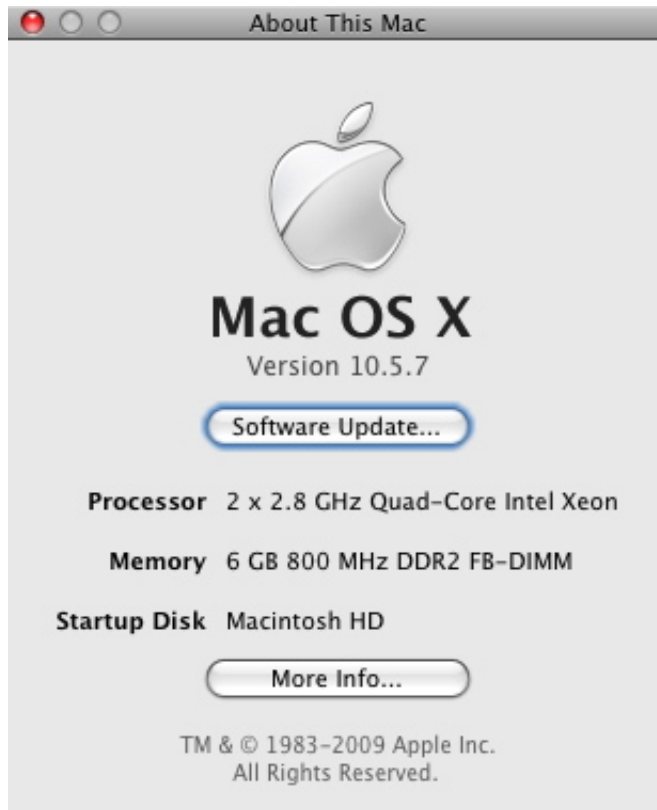 About This Mac
Mac OS X
Version 10.5.7
Software Update...
Processor 2 x 2.8 GHz Quad-Core Intel Xeon
Memory 6 GB 800 MHz DDR2 FB-DIMM
Startup Disk Macintosh HD
More Info...
TM & © 1983-2009 Apple Inc.
All Rights Reserved.